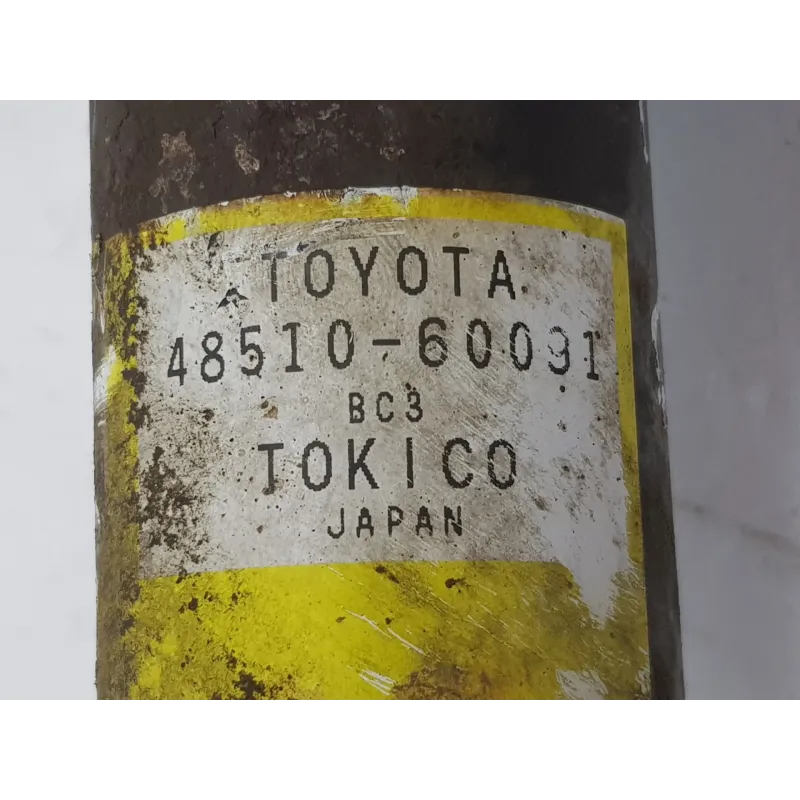 TOYOTA
48510-60091
BC3
TOKICO
JAPAN